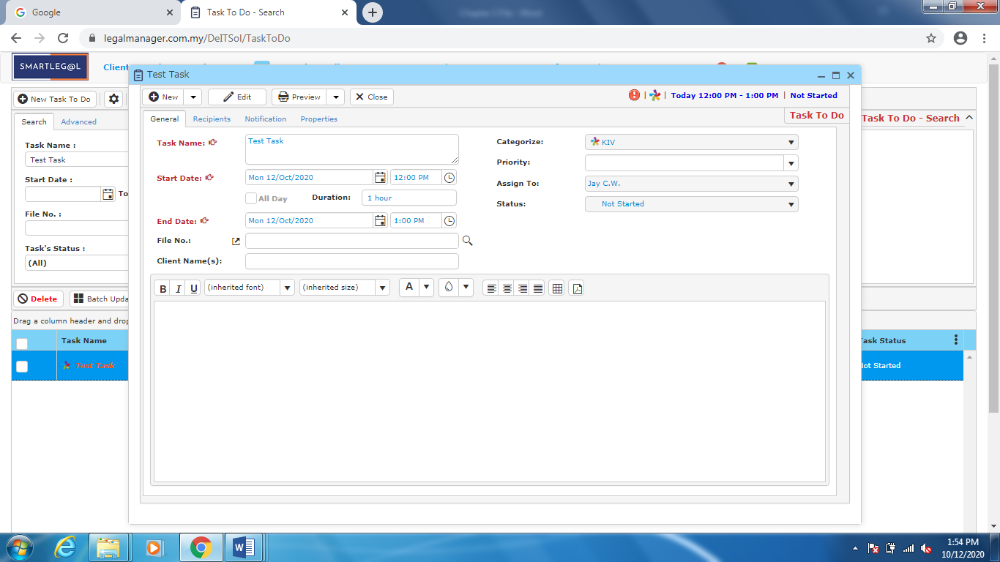 Google
Task To Do - Search
legalmanager.com.my/DeITSol/TaskToDo
SMARTLEG@L
Client
Test Task
New Task To Do
New
Edit
Preview
Close
Today 12:00 PM - 1:00 PM | Not Started
Search
Advanced
General
Recipients
Notification
Properties
Task To Do
Task To Do - Search
Task Name :
Test Task
Start Date :
To
File No. :
Task's Status :
(All)
Task Name:
Test Task
Categorize:
KIV
Priority:
Start Date:
Mon 12/Oct/2020
12:00 PM
Assign To:
Jay C.W.
All Day
Duration:
1 hour
Status:
Not Started
End Date:
Mon 12/Oct/2020
1:00 PM
File No.:
Client Name(s):
B I U
(inherited font)
(inherited size)
A
Delete
Batch Upda
Drag a column header and drop
Task Name
Task Status
Test Task
Not Started
1:54 PM
10/12/2020